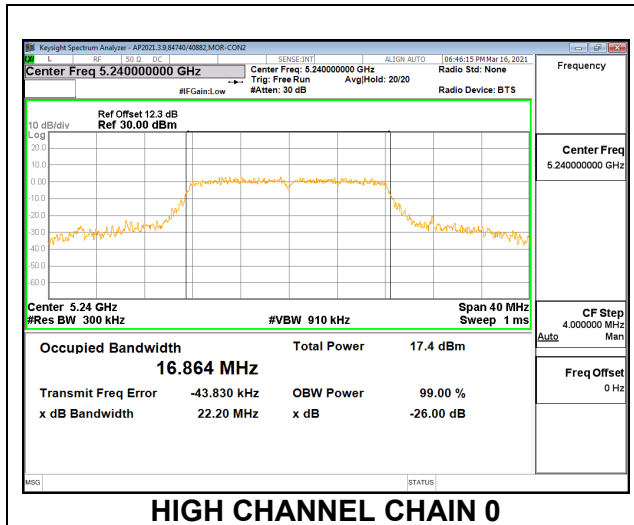 Keysight Spectrum Analyzer - AP2021.3.9,84740/40882,MOR-CON2
L RF 50 Ω DC SENSE:INT ALIGN AUTO 06:46:15 PM Mar 16, 2021
Center Freq 5.240000000 GHz
Center Freq: 5.240000000 GHz
Radio Std: None
Trig: Free Run Avg|Hold: 20/20
#IFGain:Low #Atten: 30 dB Radio Device: BTS
Frequency
Ref Offset 12.3 dB
10 dB/div Ref 30.00 dBm
Log
20.0
10.0
0.00
-10.0
-20.0
-30.0
-40.0
-50.0
-60.0
Center 5.24 GHz Span 40 MHz
#Res BW 300 kHz #VBW 910 kHz Sweep 1 ms
Occupied Bandwidth Total Power 17.4 dBm
16.864 MHz
Transmit Freq Error -43.830 kHz OBW Power 99.00 %
x dB Bandwidth 22.20 MHz x dB -26.00 dB
Center Freq
5.240000000 GHz
CF Step
4.000000 MHz
Auto Man
Freq Offset
0 Hz
MSG STATUS
HIGH CHANNEL CHAIN 0